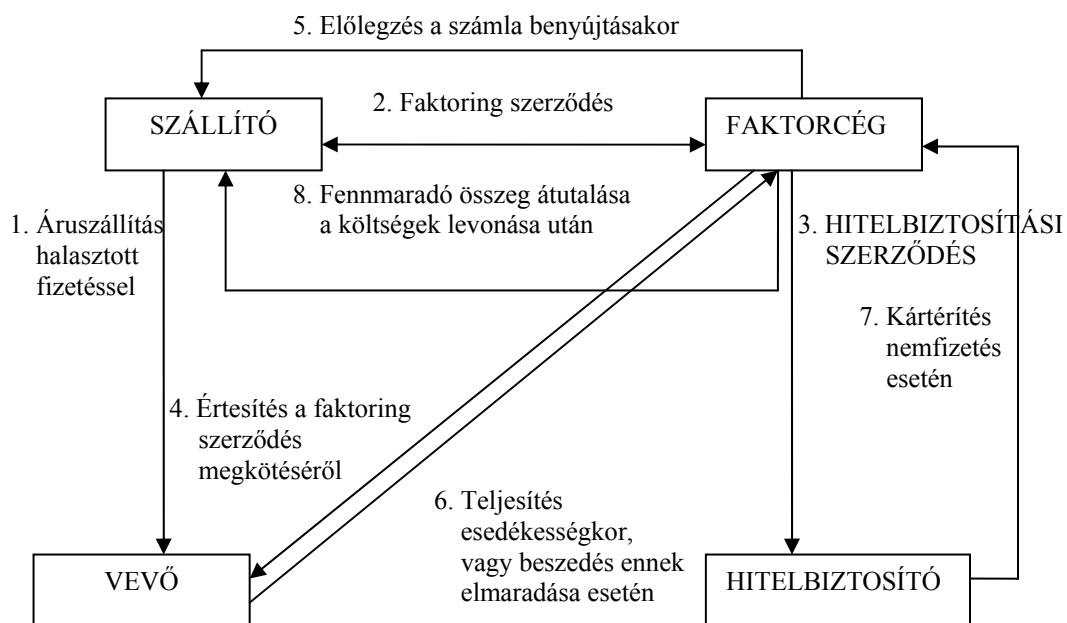 5. Előlegzés a számla benyújtásakor
2. Faktoring szerződés
SZÁLLÍTÓ
FAKTORCÉG
8. Fennmaradó összeg átutalása
a költségek levonása után
1. Áruszállítás
halasztott
fizetéssel
3. HITELBIZTOSÍTÁSI
SZERZŐDÉS
7. Kártérítés
nemfizetés
esetén
4. Értesítés a faktoring
szerződés
megkötéséről
6. Teljesítés
esedékességkor,
vagy beszedés ennek
elmaradása esetén
VEVŐ
HITELBIZTOSÍTÓ